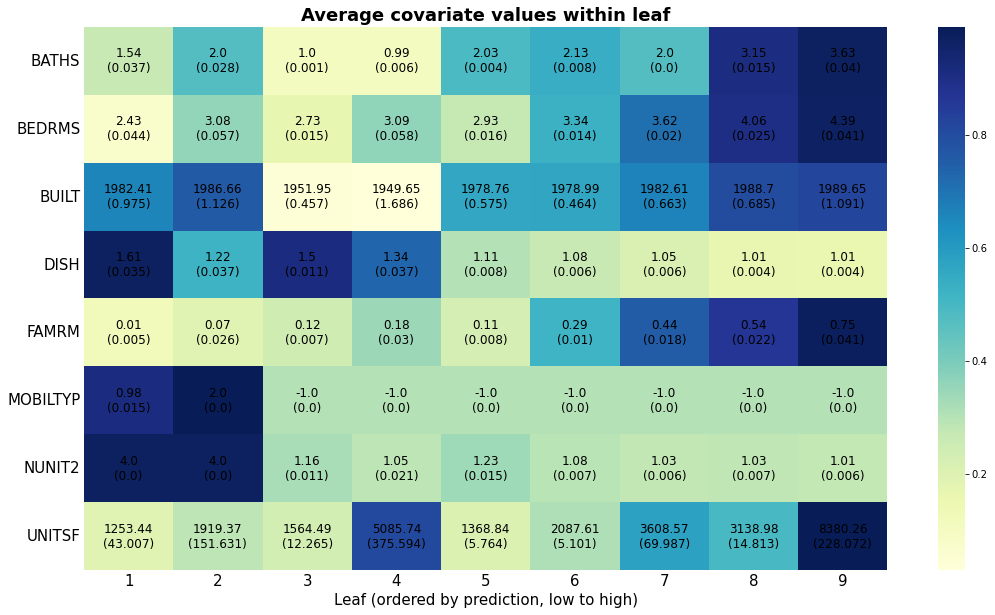 Average covariate values within leaf
BATHS 1.54 2.0 1.0 0.99 2.03 2.13 2.0 3.15 3.63
(0.037) (0.028) (0.001) (0.006) (0.004) (0.008) (0.0) (0.015) (0.04)
BEDRMS 2.43 3.08 2.73 3.09 2.93 3.34 3.62 4.06 4.39
(0.044) (0.057) (0.015) (0.058) (0.016) (0.014) (0.02) (0.025) (0.041)
BUILT 1982.41 1986.66 1951.95 1949.65 1978.76 1978.99 1982.61 1988.7 1989.65
(0.975) (1.126) (0.457) (1.686) (0.575) (0.464) (0.663) (0.685) (1.091)
DISH 1.61 1.22 1.5 1.34 1.11 1.08 1.05 1.01 1.01
(0.035) (0.037) (0.011) (0.037) (0.008) (0.006) (0.006) (0.004) (0.004)
FAMRM 0.01 0.07 0.12 0.18 0.11 0.29 0.44 0.54 0.75
(0.005) (0.026) (0.007) (0.03) (0.008) (0.01) (0.018) (0.022) (0.041)
MOBILTYP 0.98 2.0 -1.0 -1.0 -1.0 -1.0 -1.0 -1.0 -1.0
(0.015) (0.0) (0.0) (0.0) (0.0) (0.0) (0.0) (0.0) (0.0)
NUNIT2 4.0 4.0 1.16 1.05 1.23 1.08 1.03 1.03 1.01
(0.0) (0.0) (0.011) (0.021) (0.015) (0.007) (0.006) (0.007) (0.006)
UNITSF 1253.44 1919.37 1564.49 5085.74 1368.84 2087.61 3608.57 3138.98 8380.26
(43.007) (151.631) (12.265) (375.594) (5.764) (5.101) (69.987) (14.813) (228.072)
1 2 3 4 5 6 7 8 9
Leaf (ordered by prediction, low to high)
0.8
0.6
0.4
0.2